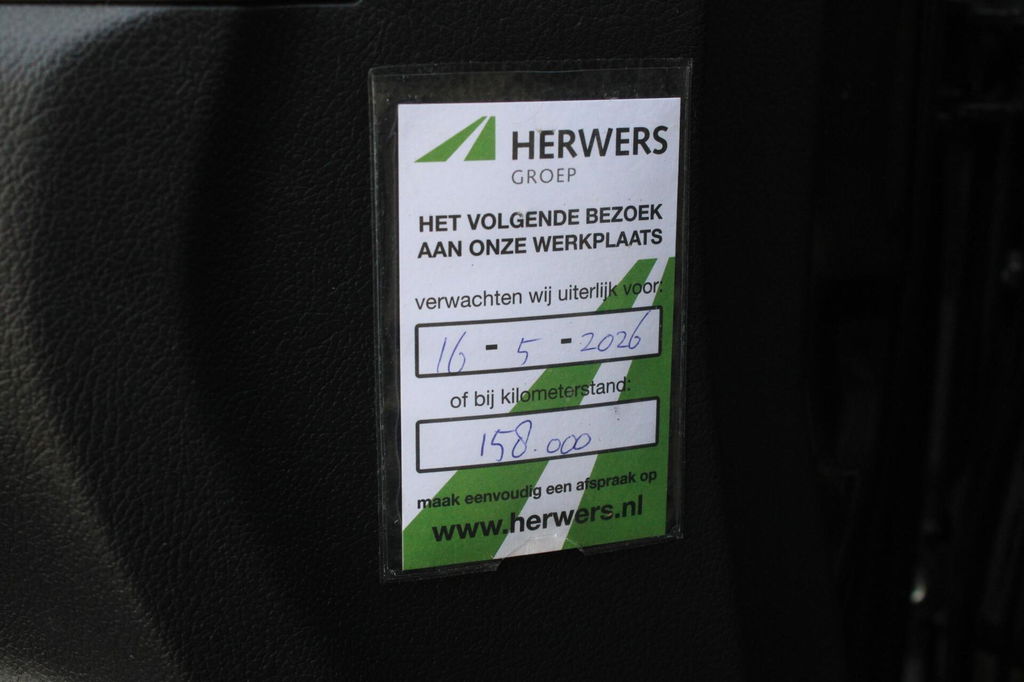 HERWERS
GROEP
HET VOLGENDE BEZOEK
AAN ONZE WERKPLAATS
verwachten wij uiterlijk voor:
16 - 5 - 2026
of bij kilometerstand:
158.000
maak eenvoudig een afspraak op
www.herwers.nl